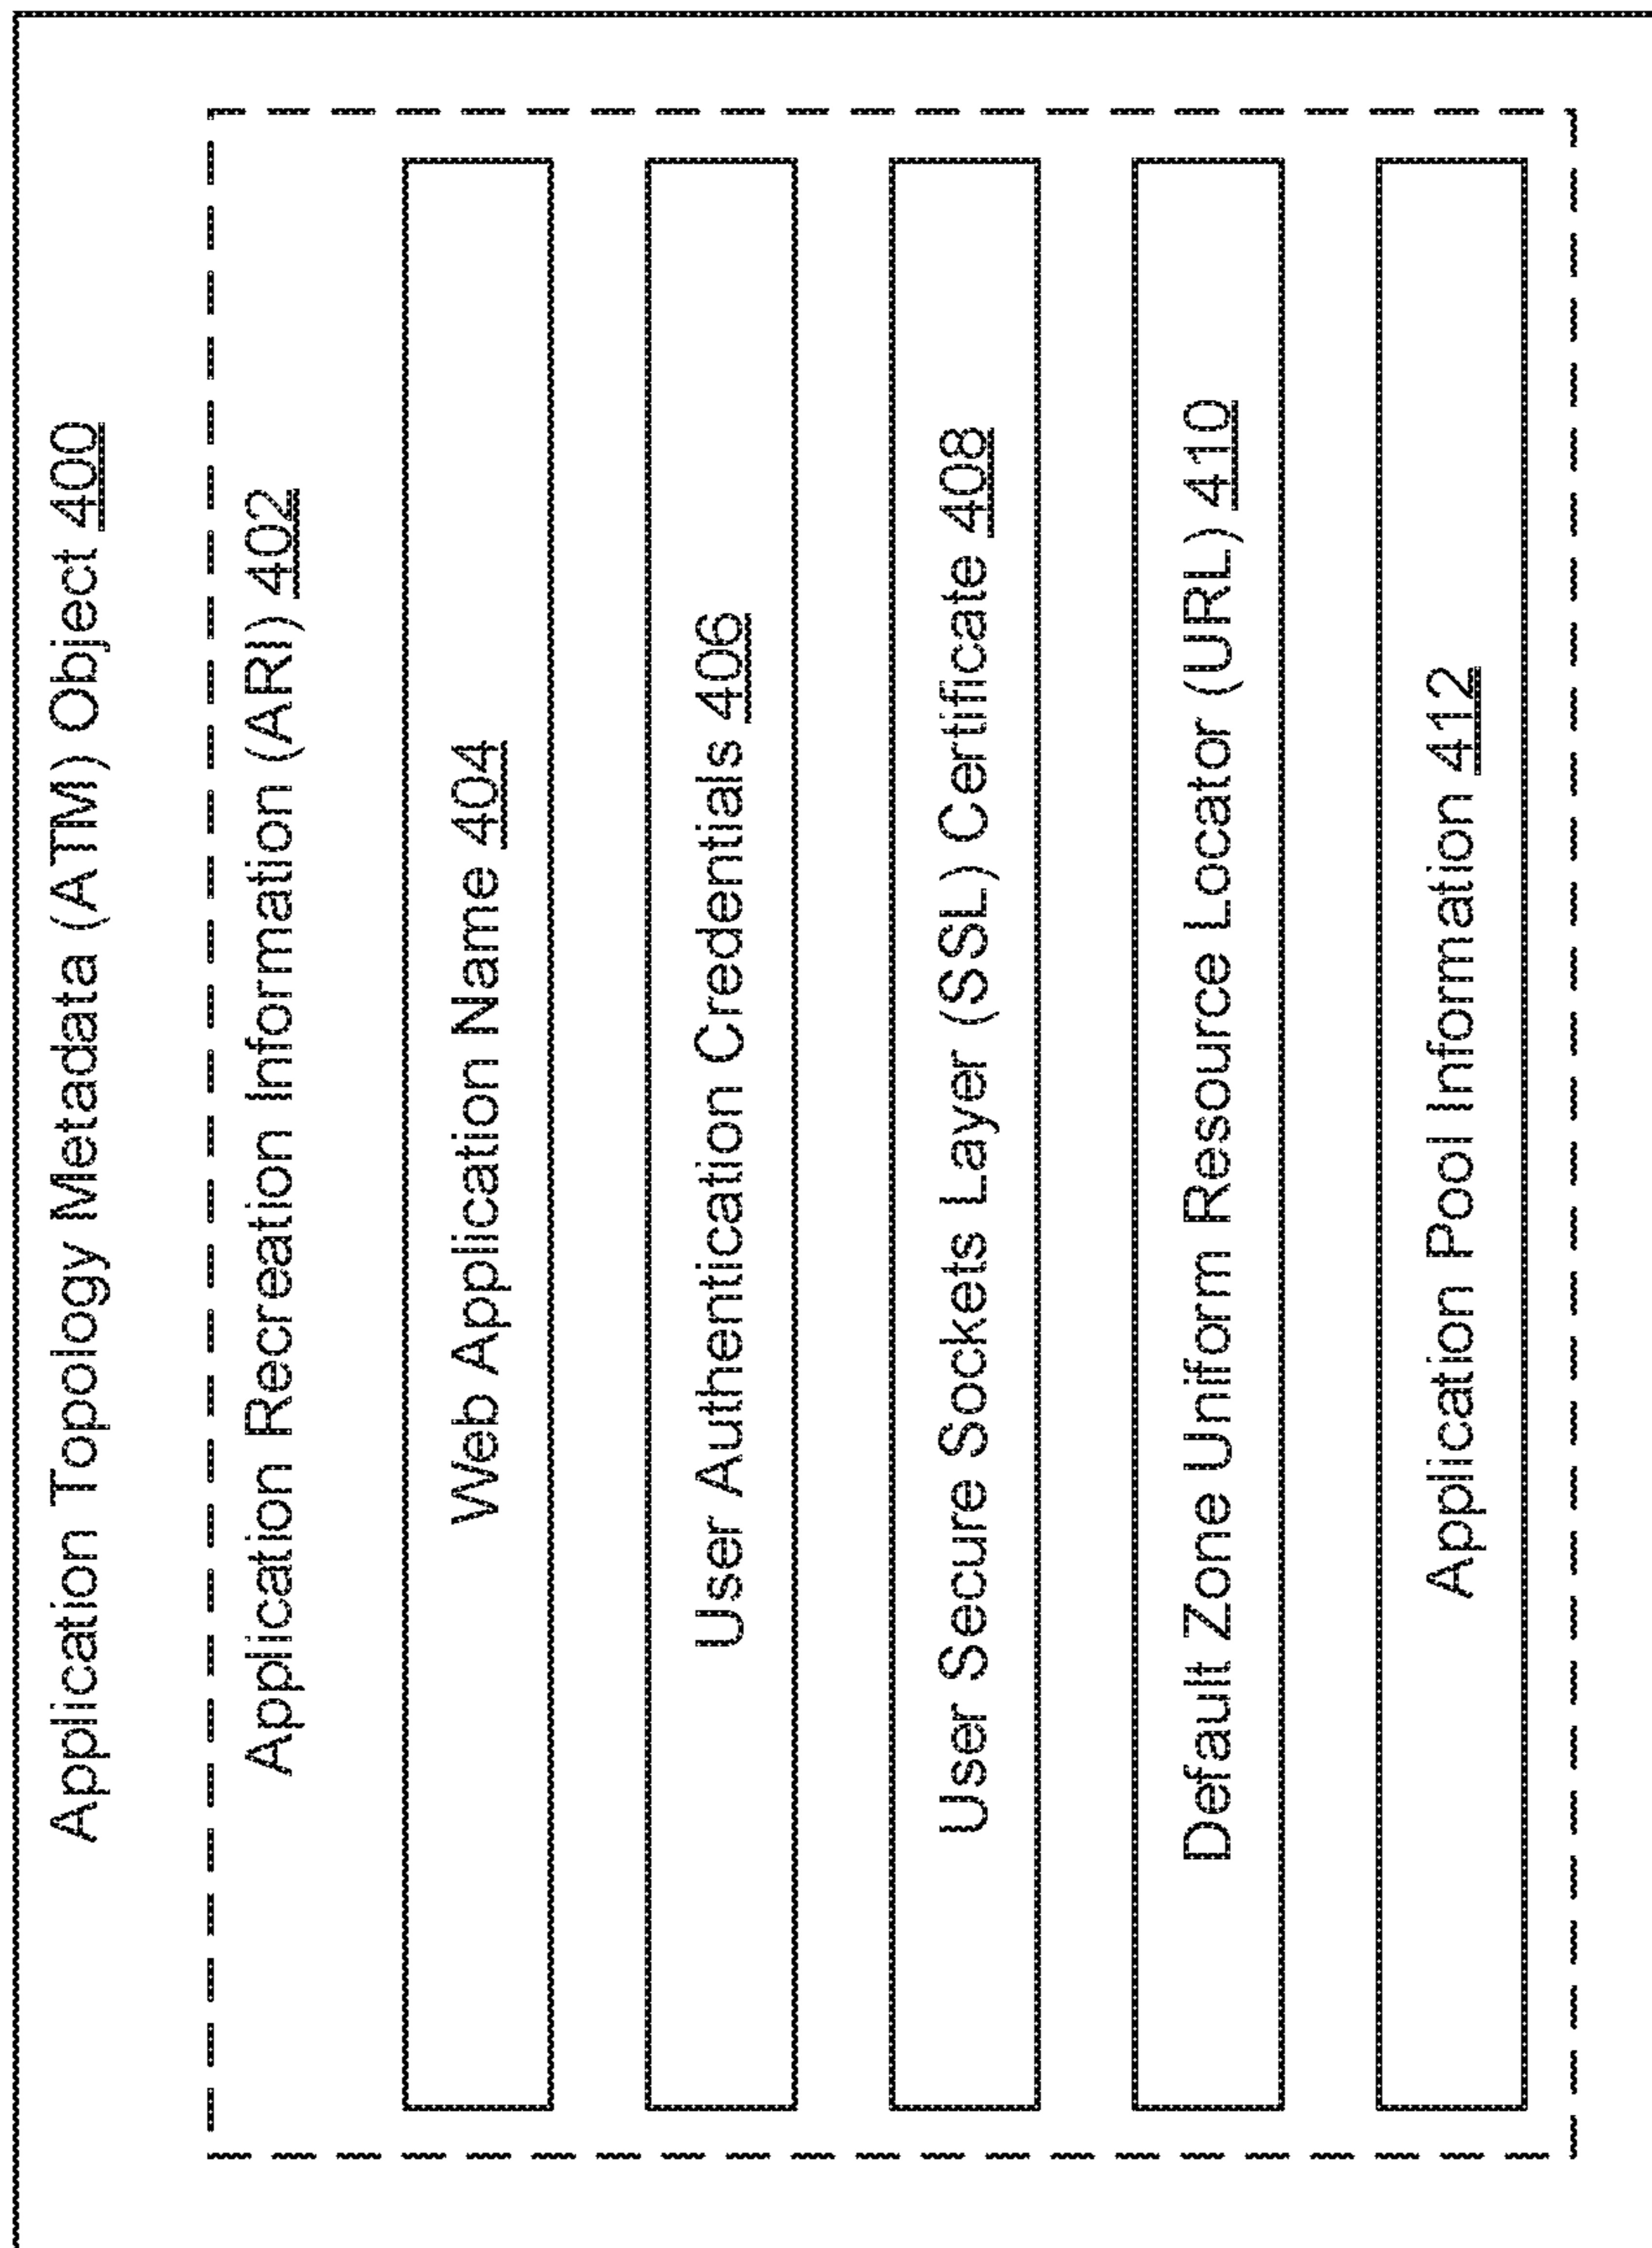 Application Topology Metadata (ATM) Object 400
Application Recreation Information (ARI) 402
Web Application Name 404
User Authentication Credentials 406
User Secure Sockets Layer (SSL) Certificate 408
Default Zone Uniform Resource Locator (URL) 410
Application Pool Information 412